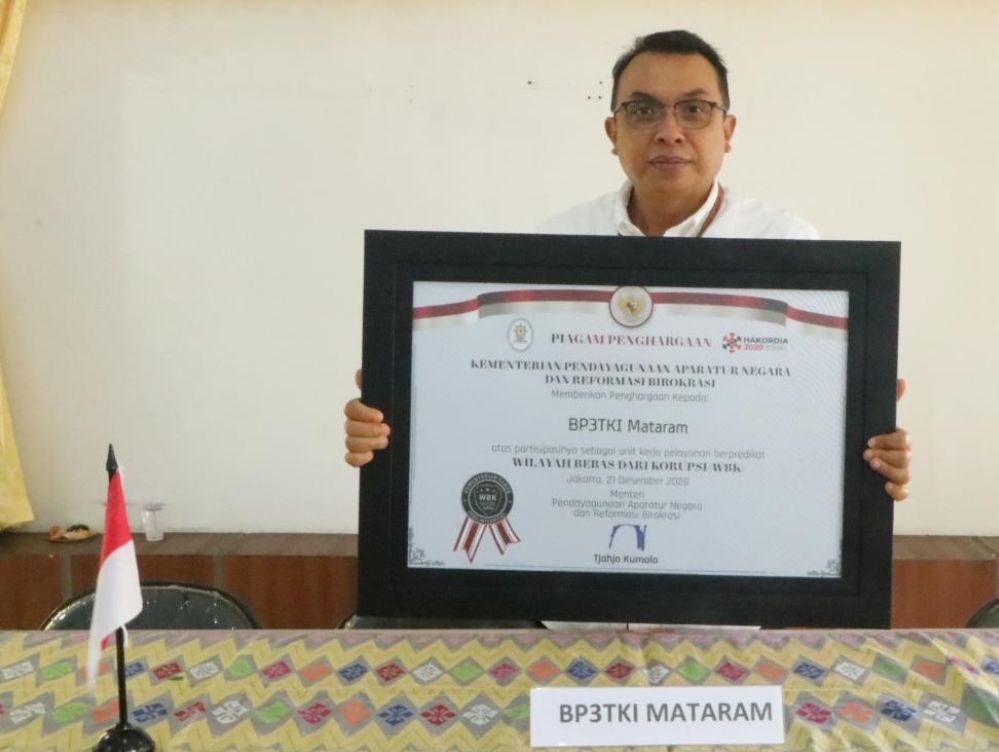 PIAGAM PENGHARGAAN
HAKORDIA
2020
KEMENTERIAN PENDAYAGUNAAN APARATUR NEGARA
DAN REFORMASI BIROKRASI
Memberikan Penghargaan Kepada:
BP3TKI Mataram
atas partisipasinya sebagai unit kerja pelayanan berpredikat
WILAYAH BEBAS DARI KORUPSI (WBK)
Jakarta, 21 Desember 2020
Menteri
Pendayagunaan Aparatur Negara
dan Reformasi Birokrasi
WBK
Tjahjo Kumolo
BP3TKI MATARAM